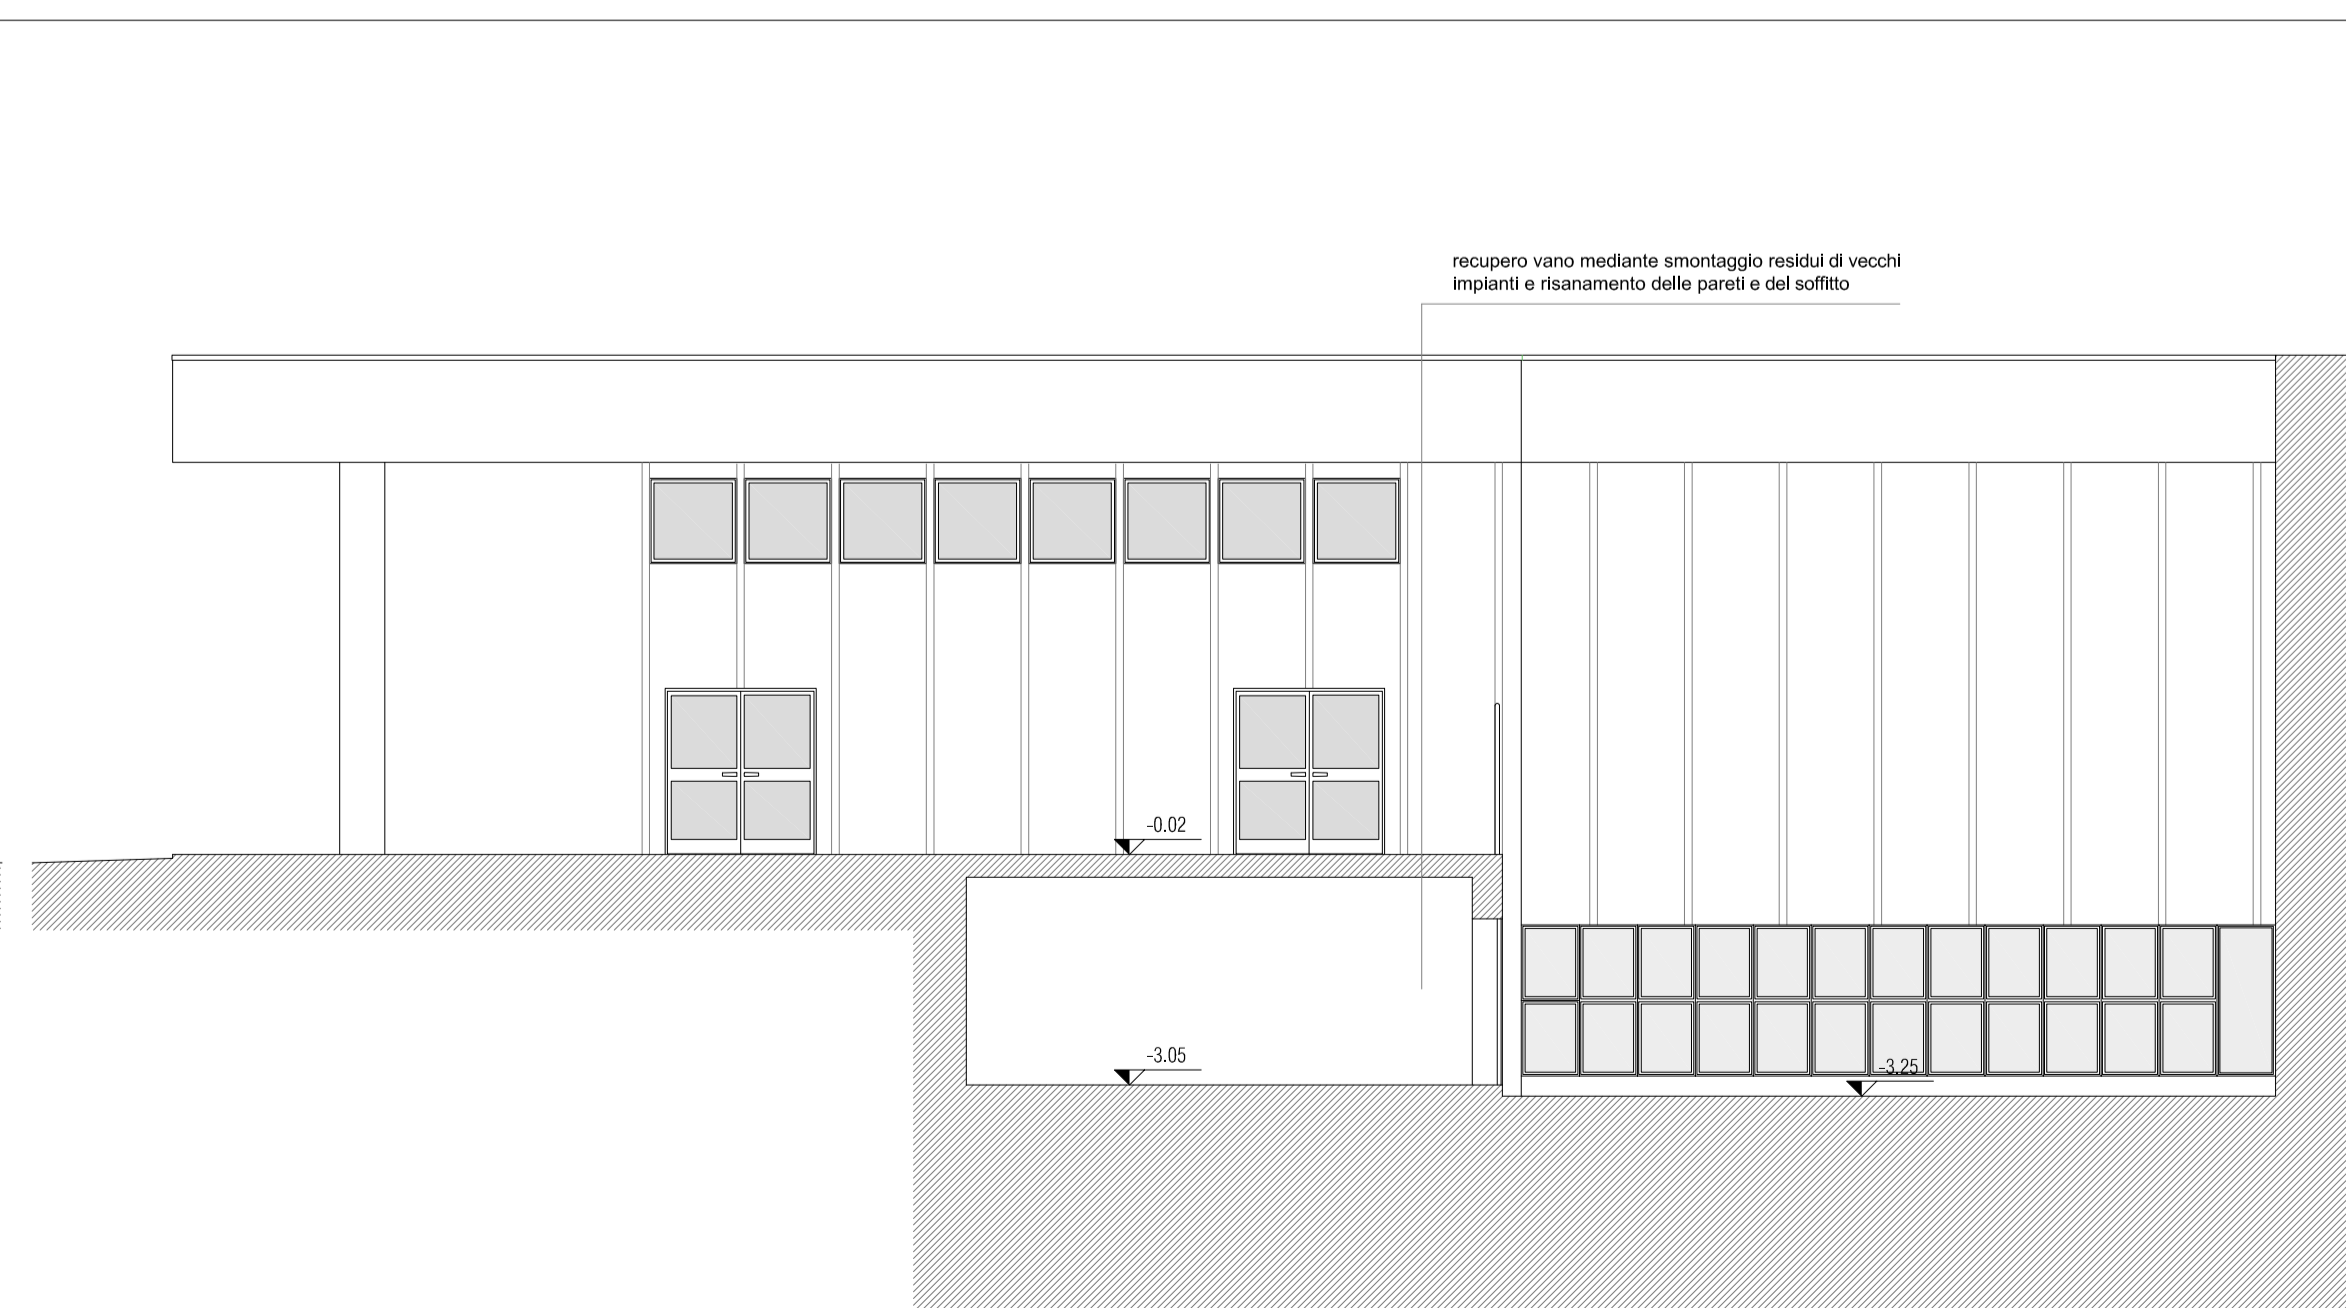 recupero vano mediante smontaggio residui di vecchi
impianti e risanamento delle pareti e del soffitto
-0.02
-3.05
-3.25